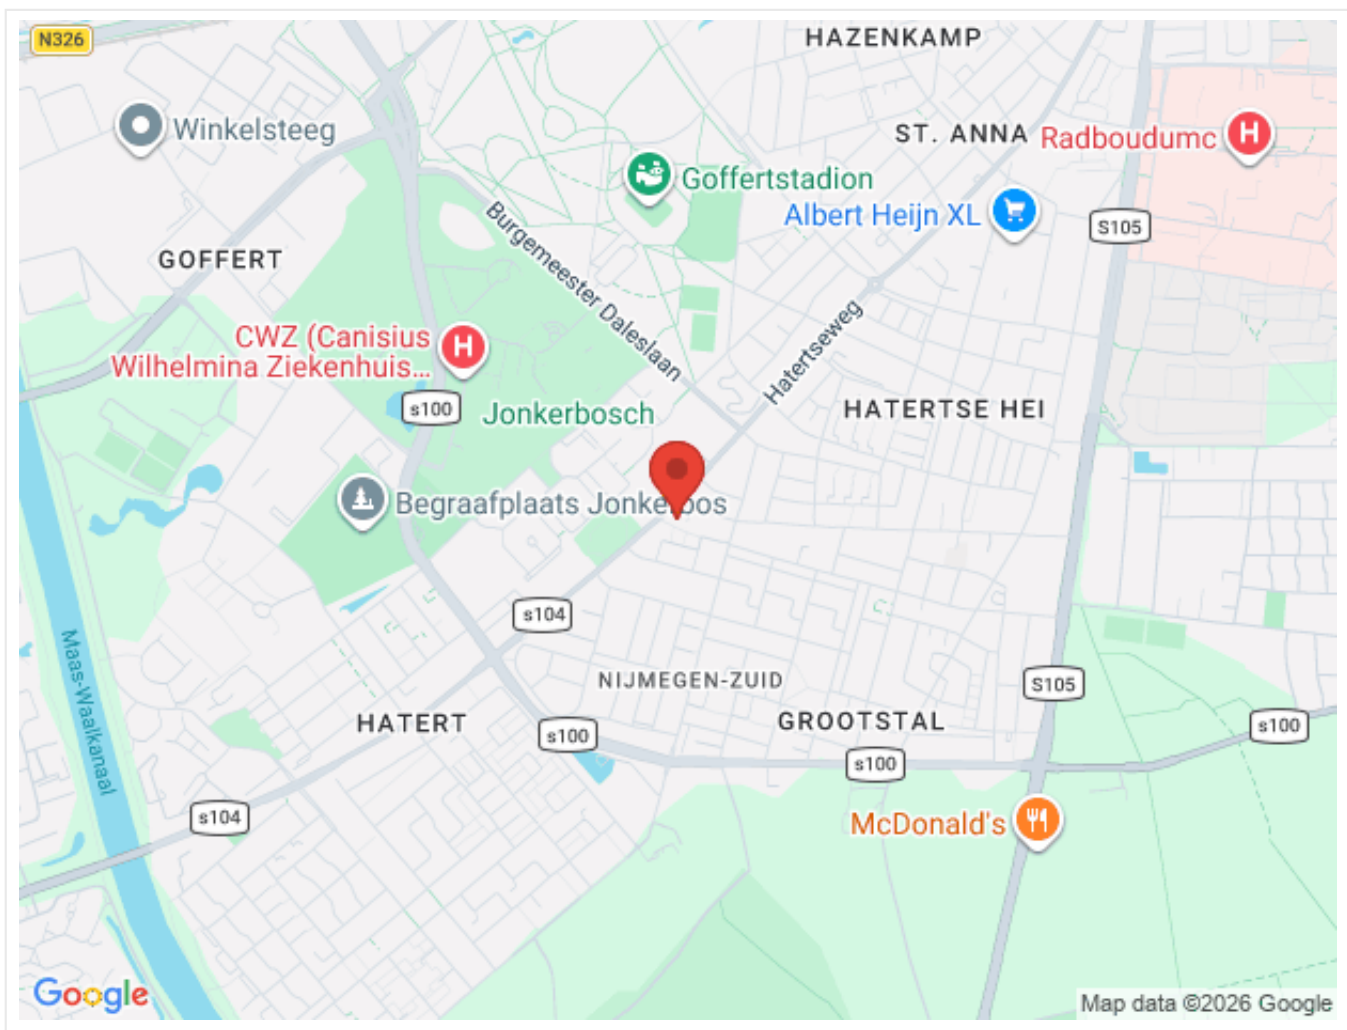 N326
HAZENKAMP
Winkelsteeg
ST. ANNA
Radboudumc
H
Goffertstadion
Albert Heijn XL
S105
GOFFERT
Burgemeester Daleslaan
Hatertseweg
CWZ (Canisius
Wilhelmina Ziekenhuis...
H
s100
Jonkerbosch
HATERTSE HEI
Begraafplaats Jonkerbos
s104
Maas-Waalkanaal
NIJMEGEN-ZUID
S105
HATERT
GROOTSTAL
s100
s100
s100
s104
McDonald's
Google
Map data ©2026 Google